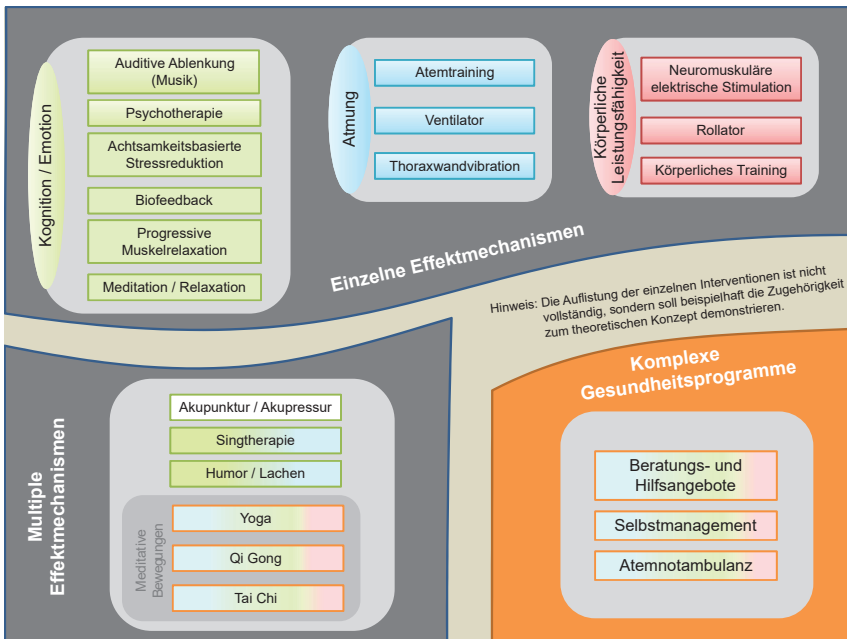 Kognition / Emotion
Auditive Ablenkung
(Musik)
Psychotherapie
Achtsamkeitsbasierte
Stressreduktion
Biofeedback
Progressive
Muskelrelaxation
Meditation / Relaxation
Atmung
Atemtraining
Ventilator
Thoraxwandvibration
Körperliche
Leistungsfähigkeit
Neuromuskuläre
elektrische Stimulation
Rollator
Körperliches Training
Einzelne Effektmechanismen
Hinweis: Die Auflistung der einzelnen Interventionen ist nicht
vollständig, sondern soll beispielhaft die Zugehörigkeit
zum theoretischen Konzept demonstrieren.
Multiple
Effektmechanismen
Akupunktur / Akupressur
Singtherapie
Humor / Lachen
Meditative
Bewegungen
Yoga
Qi Gong
Tai Chi
Komplexe
Gesundheitsprogramme
Beratungs- und
Hilfsangebote
Selbstmanagement
Atemnotambulanz